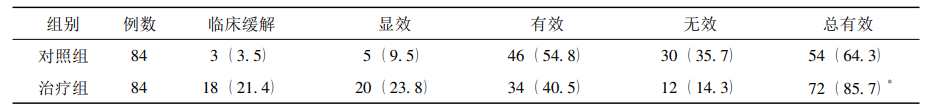 组别 例数 临床缓解 显效 有效 无效 总有效
对照组 84 3（3.5） 5（9.5） 46（54.8） 30（35.7） 54（64.3）
治疗组 84 18（21.4） 20（23.8） 34（40.5） 12（14.3） 72（85.7）*